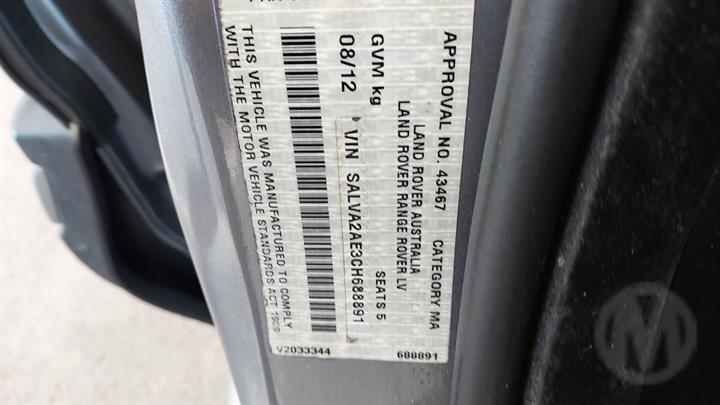 APPROVAL NO. 43467 CATEGORY MA
LAND ROVER AUSTRALIA
LAND ROVER RANGE ROVER LV
GVM kg SEATS 5
08/12 VIN SALVA2AE3CH688891
THIS VEHICLE WAS MANUFACTURED TO COMPLY
WITH THE MOTOR VEHICLE STANDARDS ACT 1989
V2033344 688891
M